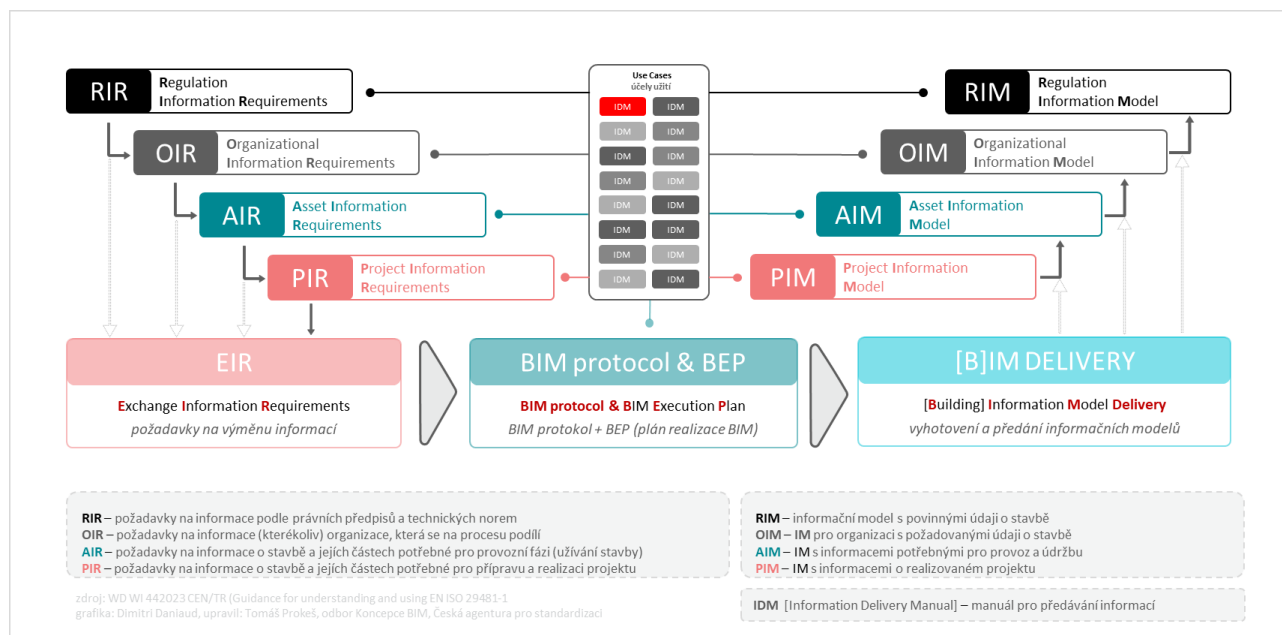 Use Cases
účely užití
RIR
Regulation
Information Requirements
RIM
Regulation
Information Model
IDM IDM
OIR
Organizational
Information Requirements
IDM IDM
OIM
Organizational
Information Model
IDM IDM
IDM IDM
AIR
Asset Information
Requirements
IDM IDM
AIM
Asset Information
Model
IDM IDM
PIR
Project Information
Requirements
IDM IDM
IDM IDM
PIM
Project Information
Model
EIR
Exchange Information Requirements
požadavky na výměnu informací
BIM protocol & BEP
BIM protocol & BIM Execution Plan
BIM protokol + BEP (plán realizace BIM)
[B]IM DELIVERY
[Building] Information Model Delivery
vyhotovení a předání informačních modelů
RIR – požadavky na informace podle právních předpisů a technických norem
OIR – požadavky na informace (kterékoliv) organizace, která se na procesu podílí
AIR – požadavky na informace o stavbě a jejích částech potřebné pro provozní fázi (užívání stavby)
PIR – požadavky na informace o stavbě a jejích částech potřebné pro přípravu a realizaci projektu
RIM – informační model s povinnými údaji o stavbě
OIM – IM pro organizaci s požadovanými údaji o stavbě
AIM – IM s informacemi potřebnými pro provoz a údržbu
PIM – IM s informacemi o realizovaném projektu
zdroj: WD WI 442023 CEN/TR (Guidance for understanding and using EN ISO 29481-1
grafika: Dimitri Daniaud, upravil: Tomáš Prokeš, odbor Koncepce BIM, Česká agentura pro standardizaci
IDM [Information Delivery Manual] – manuál pro předávání informací